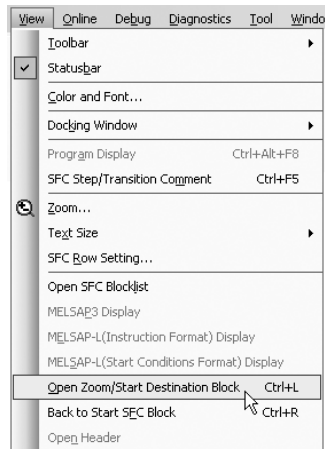 View Online Debug Diagnostics Tool Windo
Toolbar
Statusbar
Color and Font...
Docking Window
Program Display Ctrl+Alt+F8
SFC Step/Transition Comment Ctrl+F5
Zoom...
Text Size
SFC Row Setting...
Open SFC Blocklist
MELSAP3 Display
MELSAP-L(Instruction Format) Display
MELSAP-L(Start Conditions Format) Display
Open Zoom/Start Destination Block Ctrl+L
Back to Start SFC Block Ctrl+R
Open Header